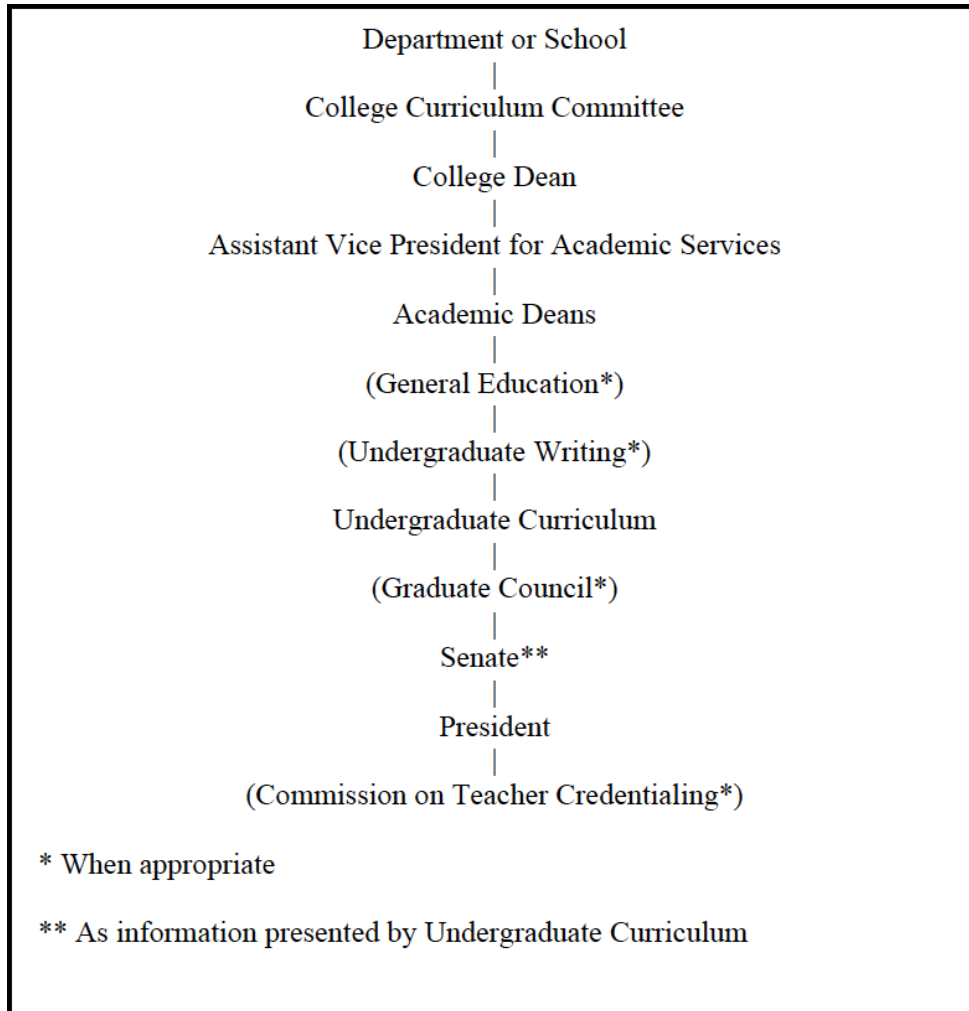 Department or School
College Curriculum Committee
College Dean
Assistant Vice President for Academic Services
Academic Deans
(General Education*)
(Undergraduate Writing*)
Undergraduate Curriculum
(Graduate Council*)
Senate**
President
(Commission on Teacher Credentialing*)
* When appropriate
** As information presented by Undergraduate Curriculum